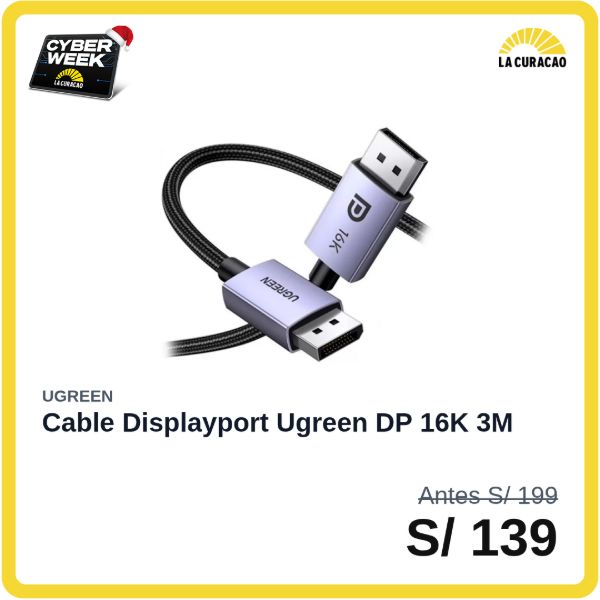 CYBER
WEEK
LA CURACAO
LA CURACAO
16K
UGREEN
UGREEN
Cable Displayport Ugreen DP 16K 3M
Antes S/ 199
S/ 139